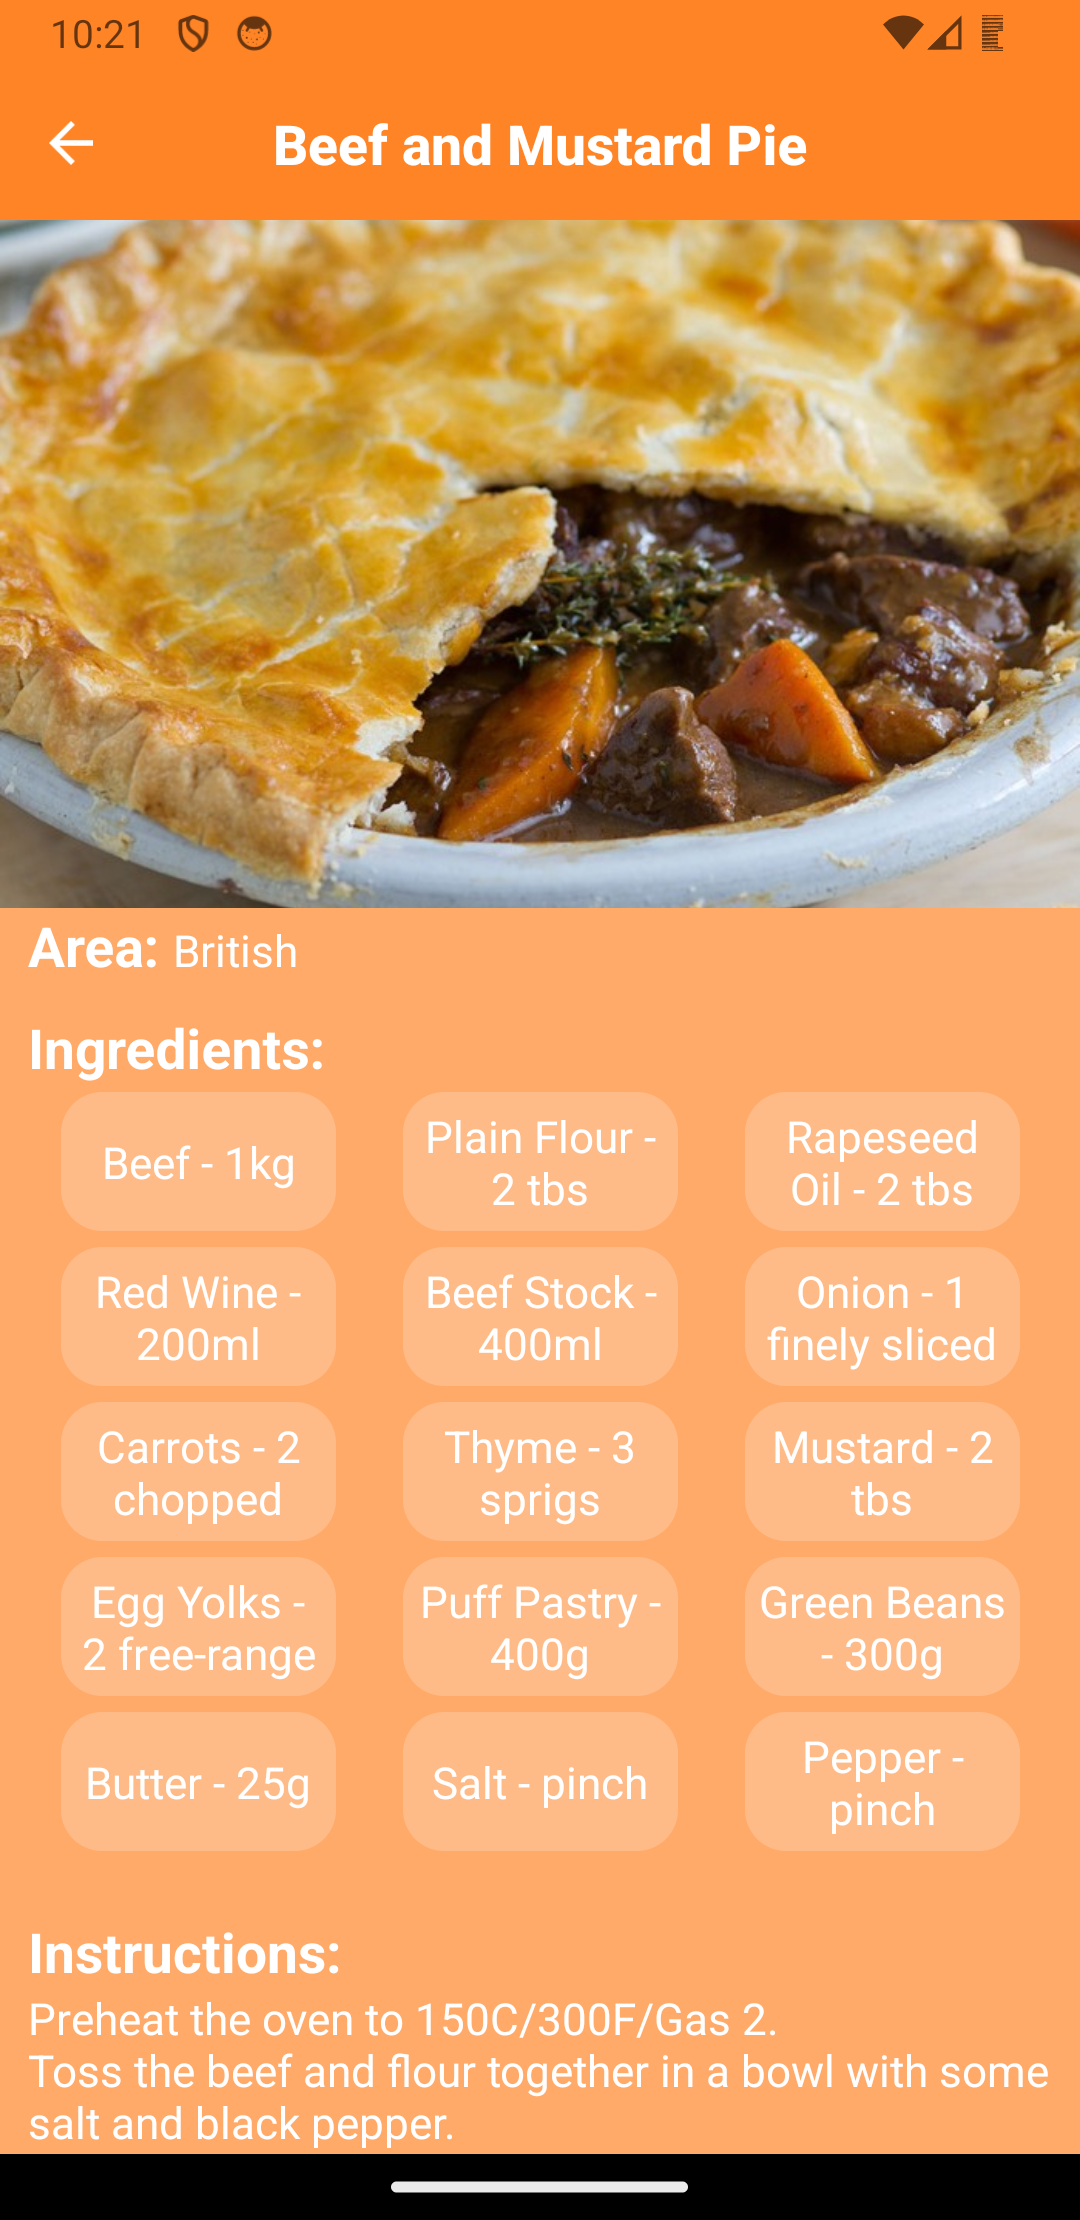 10:21
Beef and Mustard Pie
Area: British
Ingredients:
Beef - 1kg
Plain Flour -
2 tbs
Rapeseed
Oil - 2 tbs
Red Wine -
200ml
Beef Stock -
400ml
Onion - 1
finely sliced
Carrots - 2
chopped
Thyme - 3
sprigs
Mustard - 2
tbs
Egg Yolks -
2 free-range
Puff Pastry -
400g
Green Beans
- 300g
Butter - 25g
Salt - pinch
Pepper -
pinch
Instructions:
Preheat the oven to 150C/300F/Gas 2.
Toss the beef and flour together in a bowl with some
salt and black pepper.